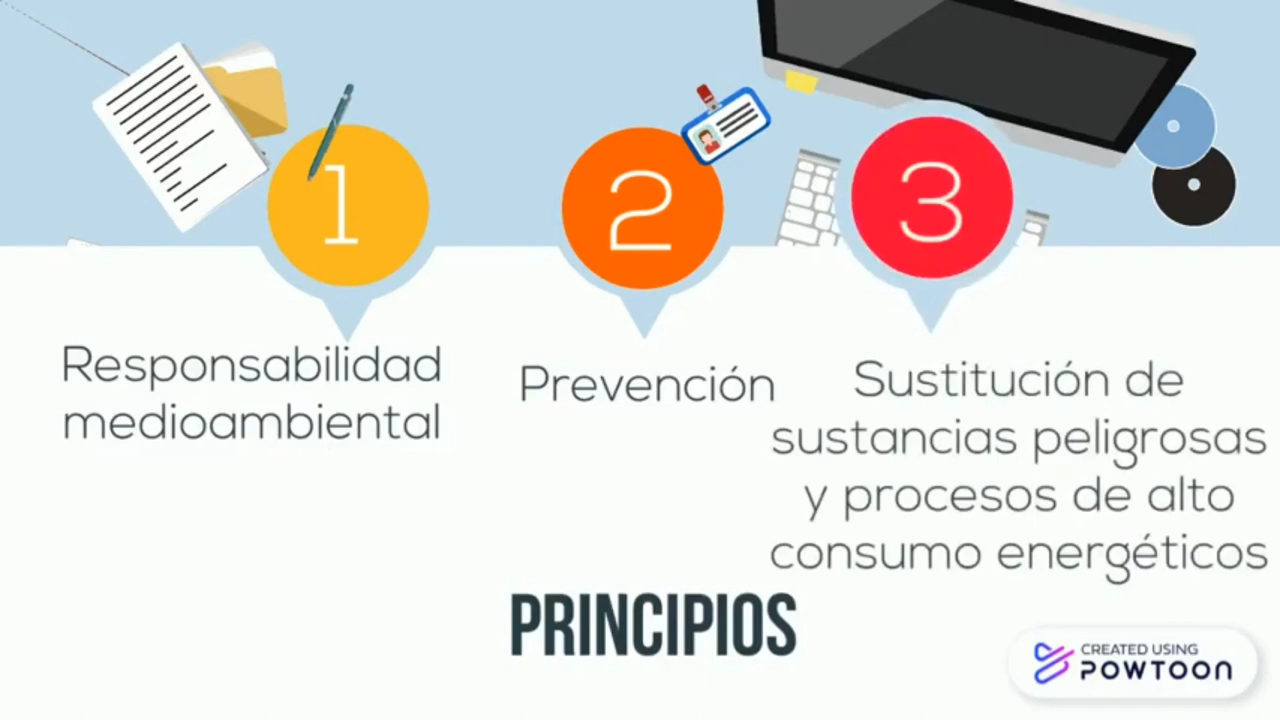 1
2
3
Responsabilidad
medioambiental
Prevención
Sustitución de
sustancias peligrosas
y procesos de alto
consumo energéticos
PRINCIPIOS
CREATED USING
POWTOON